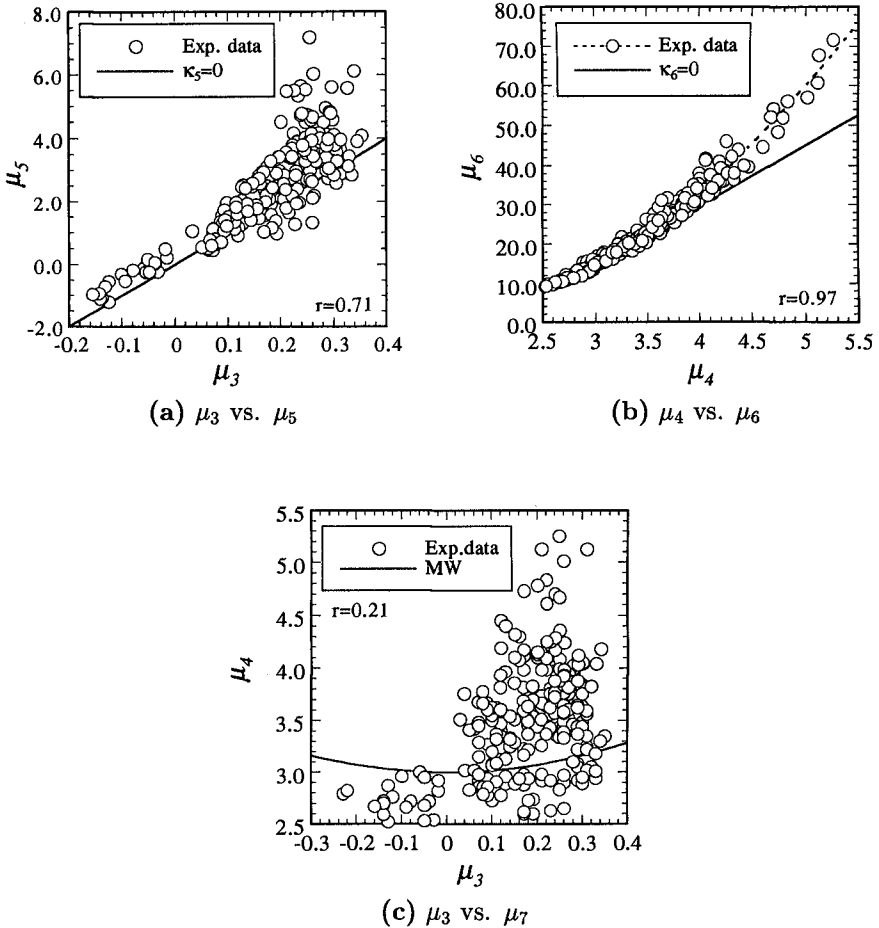 8.0
6.0
4.0
2.0
0.0
-2.0
-0.2 -0.1 0 0.1 0.2 0.3 0.4
μ5
μ3
Exp. data
κ5=0
r=0.71
(a) μ3 vs. μ5
80.0
70.0
60.0
50.0
40.0
30.0
20.0
10.0
0.0
2.5 3 3.5 4 4.5 5 5.5
μ6
μ4
Exp. data
κ6=0
r=0.97
(b) μ4 vs. μ6
5.5
5.0
4.5
4.0
3.5
3.0
2.5
-0.3 -0.2 -0.1 0 0.1 0.2 0.3 0.4
μ4
μ3
Exp.data
MW
r=0.21
(c) μ3 vs. μ7